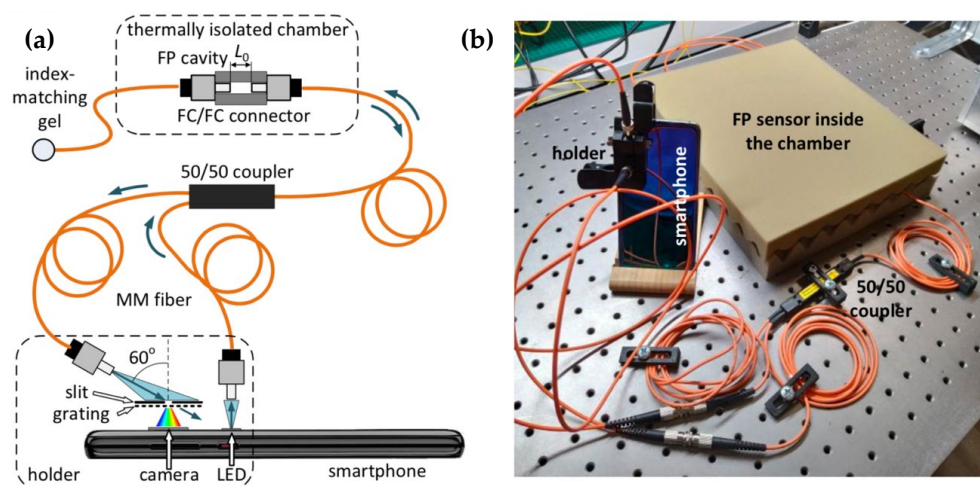 (a)
thermally isolated chamber
FP cavity L₀
index-
matching
gel
FC/FC connector
50/50 coupler
MM fiber
60°
slit
grating
holder
camera
LED
smartphone
(b)
FP sensor inside
the chamber
holder
smartphone
50/50
coupler